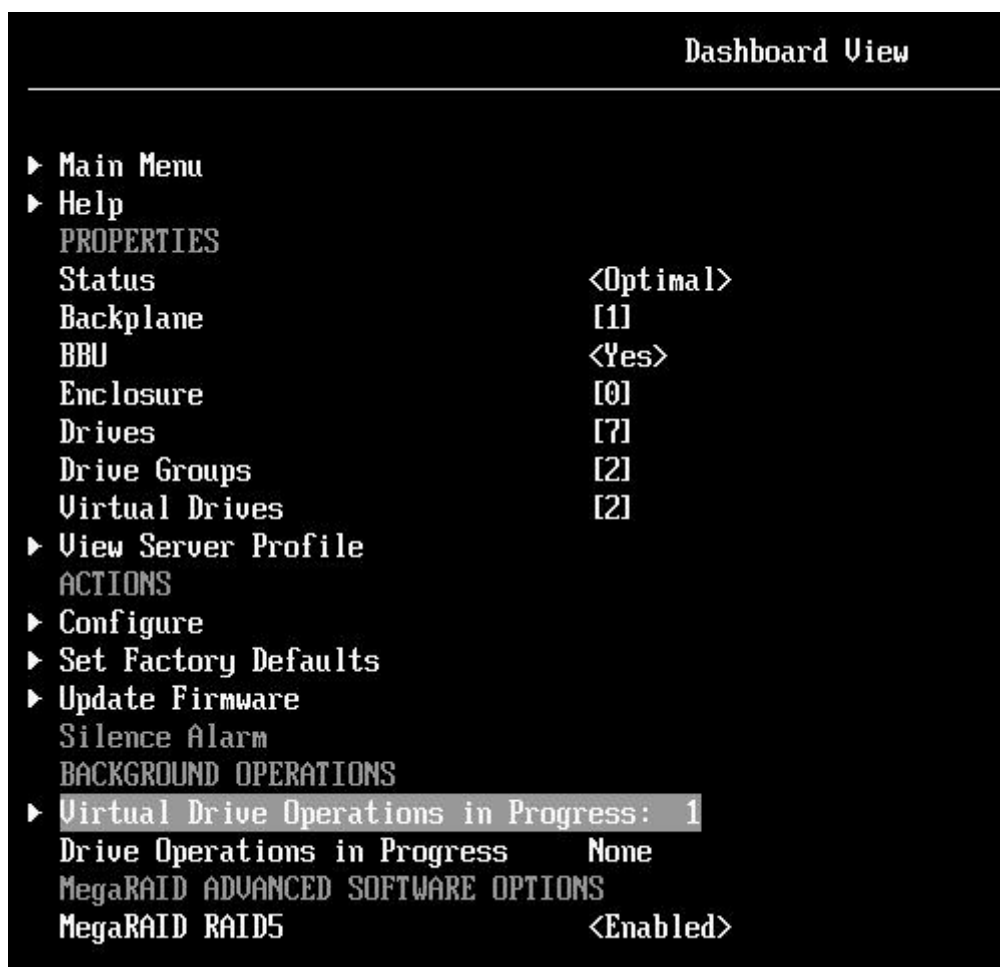 Dashboard View
Main Menu
Help
PROPERTIES
Status <Optimal>
Backplane [1]
BBU <Yes>
Enclosure [0]
Drives [7]
Drive Groups [2]
Virtual Drives [2]
View Server Profile
ACTIONS
Configure
Set Factory Defaults
Update Firmware
Silence Alarm
BACKGROUND OPERATIONS
Virtual Drive Operations in Progress: 1
Drive Operations in Progress None
MegaRAID ADVANCED SOFTWARE OPTIONS
MegaRAID RAID5 <Enabled>